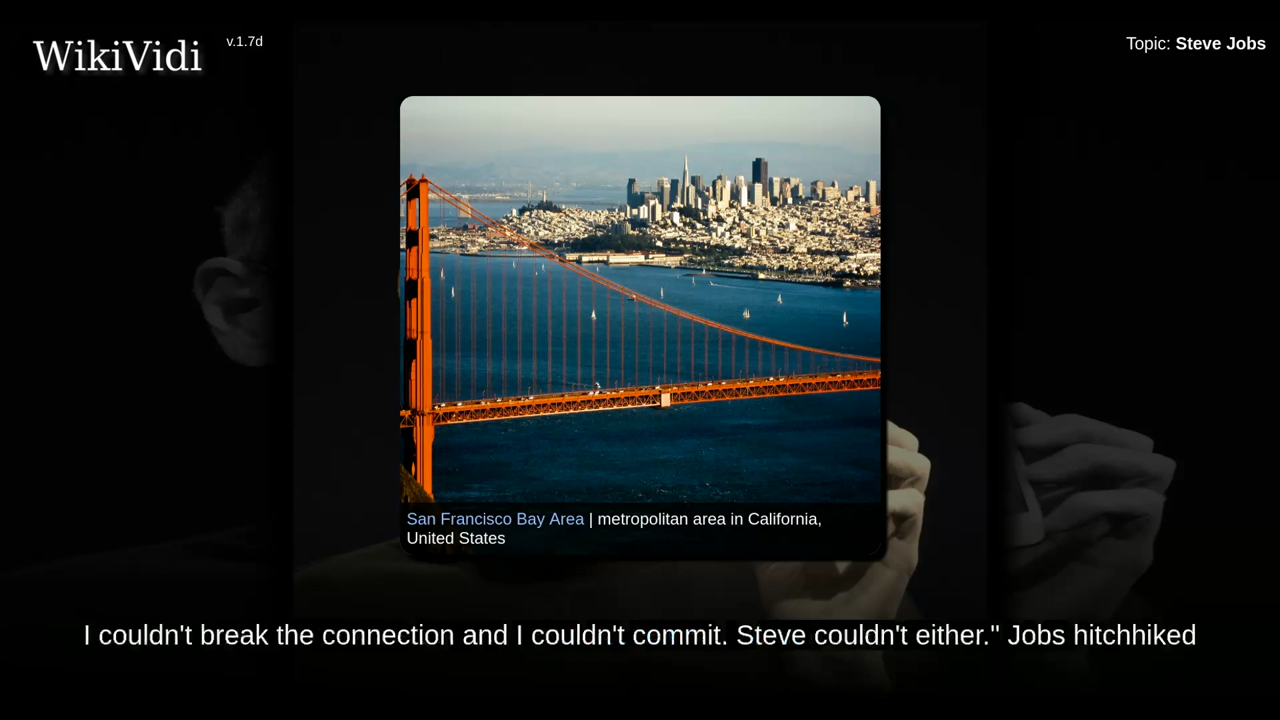 WikiVidi
v.1.7d
Topic: Steve Jobs
San Francisco Bay Area | metropolitan area in California,
United States
I couldn't break the connection and I couldn't commit. Steve couldn't either." Jobs hitchhiked